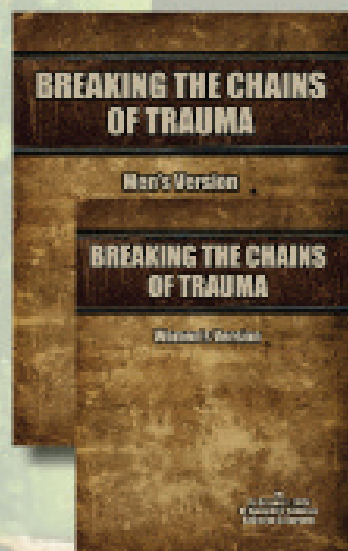 BREAKING THE CHAINS
OF TRAUMA
Men's Version
BREAKING THE CHAINS
OF TRAUMA
Women's Version